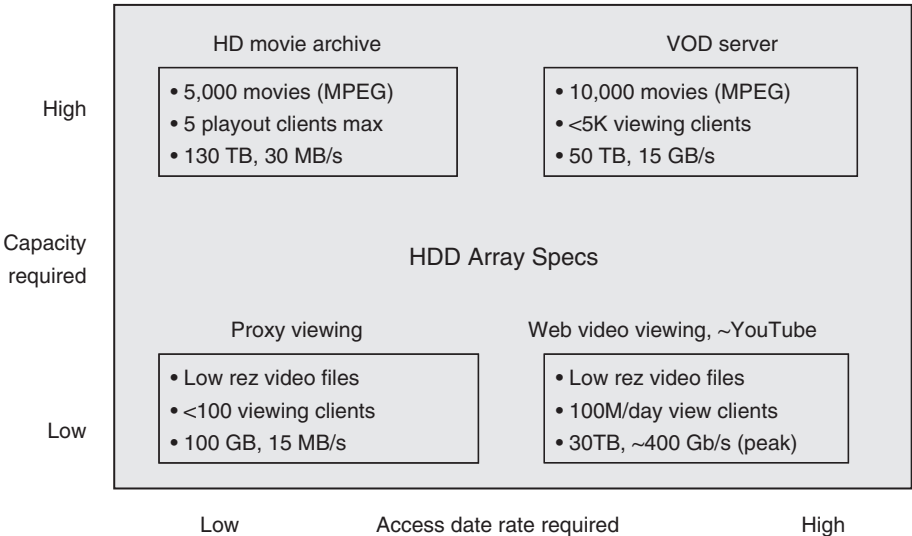 HD movie archive
• 5,000 movies (MPEG)
• 5 playout clients max
• 130 TB, 30 MB/s
VOD server
• 10,000 movies (MPEG)
• <5K viewing clients
• 50 TB, 15 GB/s
High
Capacity
required
HDD Array Specs
Proxy viewing
• Low rez video files
• <100 viewing clients
• 100 GB, 15 MB/s
Web video viewing, ~YouTube
• Low rez video files
• 100M/day view clients
• 30TB, ~400 Gb/s (peak)
Low
Low
Access date rate required
High